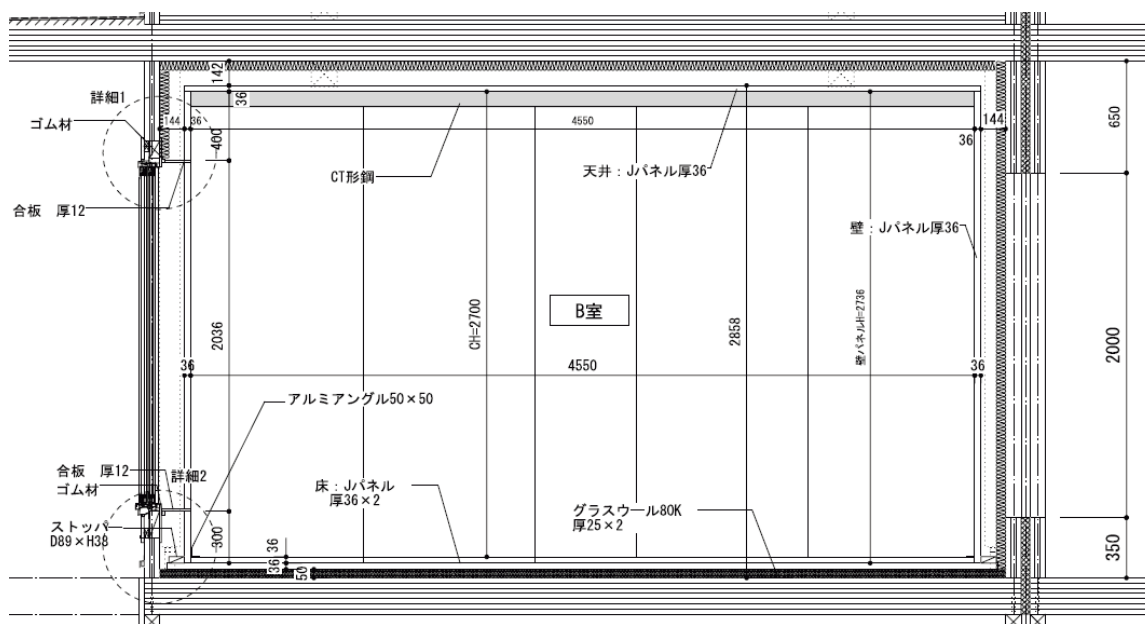 142
詳細1
36
650
ゴム材
144
36
4550
144
400
36
CT形鋼
天井：Jパネル厚36
合板 厚12
壁：Jパネル厚36
B室
2036
CH=2700
2858
壁パネルH=2736
2000
36
4550
36
アルミアングル50×50
合板 厚12
詳細2
ゴム材
床：Jパネル
厚36×2
グラスウール80K
厚25×2
ストッパ
D89×H38
300
36
36
50
350